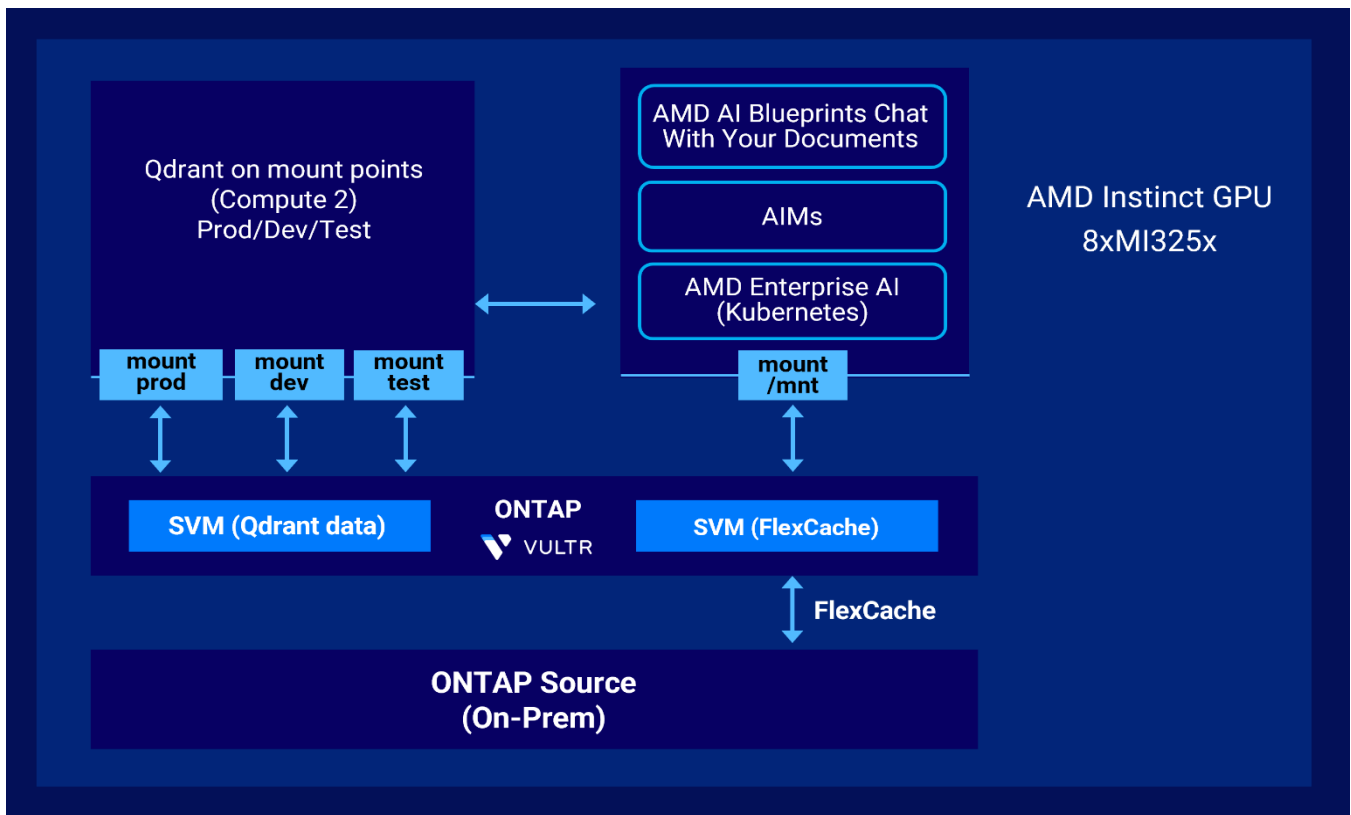 Qdrant on mount points
(Compute 2)
Prod/Dev/Test
mount
prod
mount
dev
mount
test
AMD AI Blueprints Chat
With Your Documents
AIMs
AMD Enterprise AI
(Kubernetes)
mount
/mnt
AMD Instinct GPU
8xMI325x
SVM (Qdrant data)
ONTAP
VULTR
SVM (FlexCache)
FlexCache
ONTAP Source
(On-Prem)